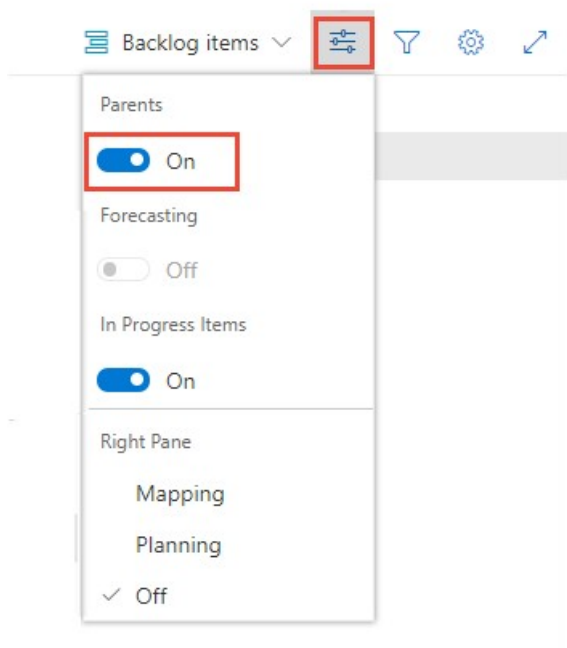 Backlog items
Parents
On
Forecasting
Off
In Progress Items
On
Right Pane
Mapping
Planning
Off